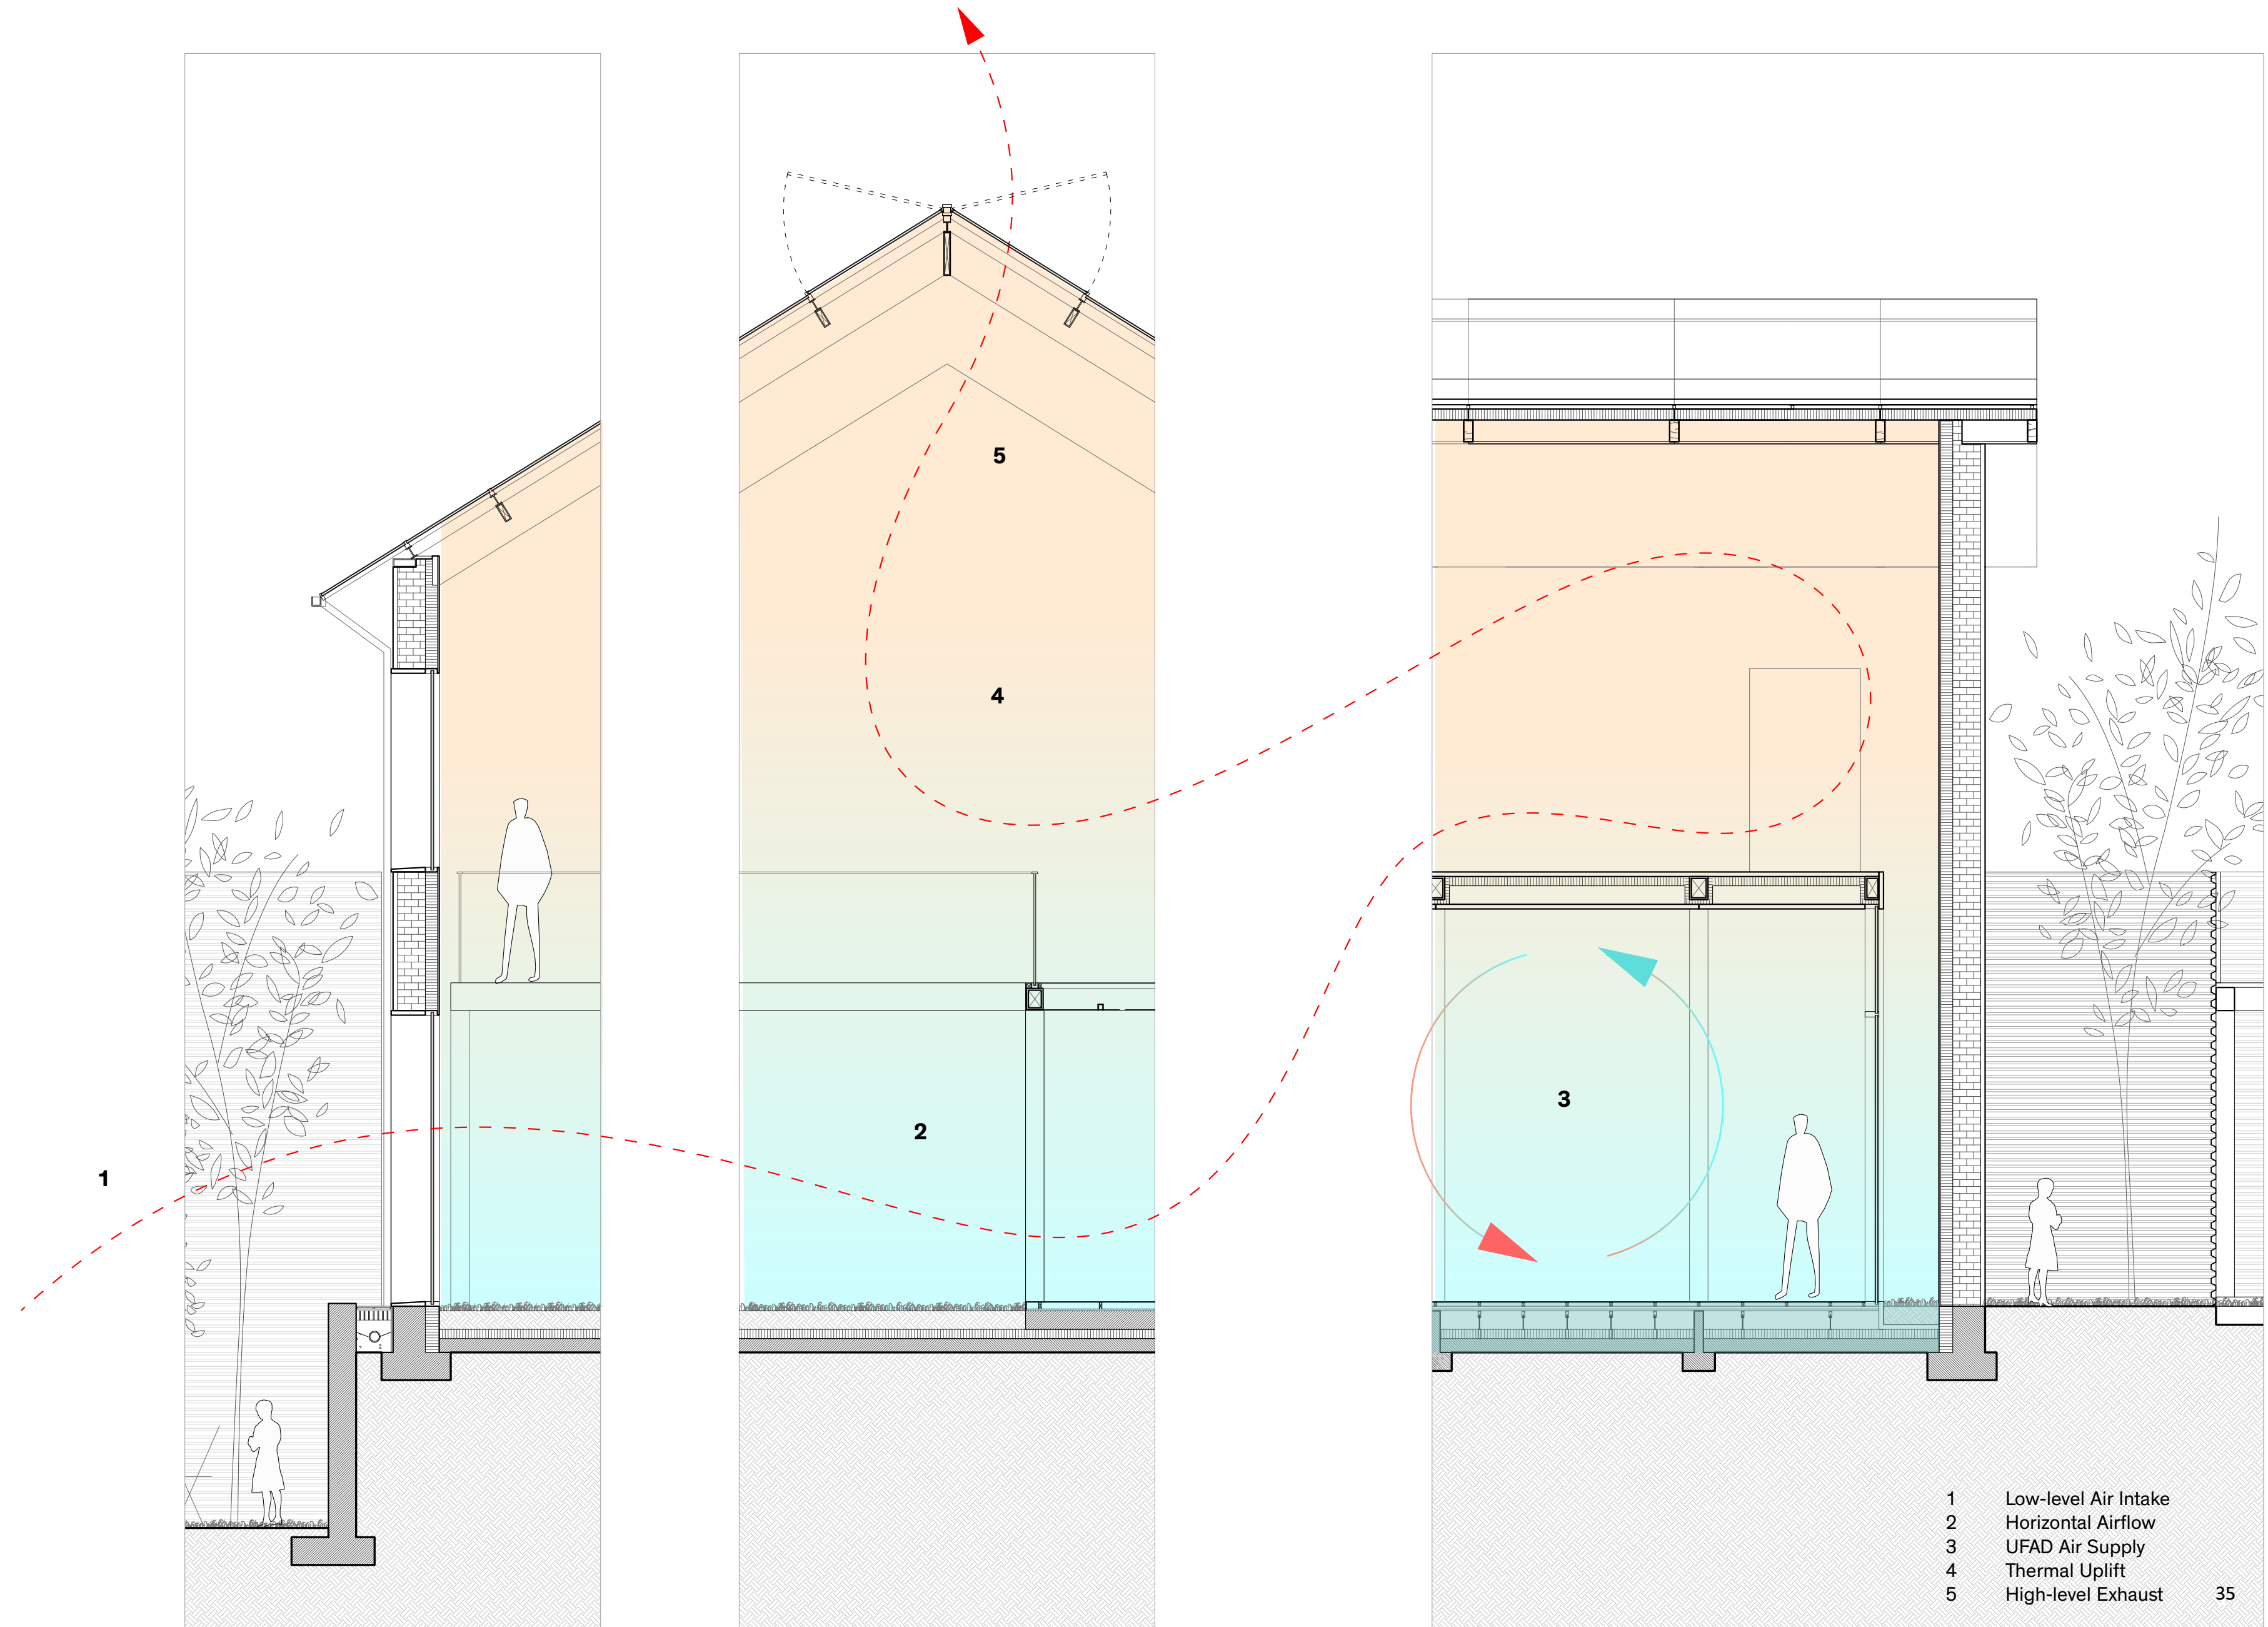 5
4
3
2
1
1 Low-level Air Intake
2 Horizontal Airflow
3 UFAD Air Supply
4 Thermal Uplift
5 High-level Exhaust 35